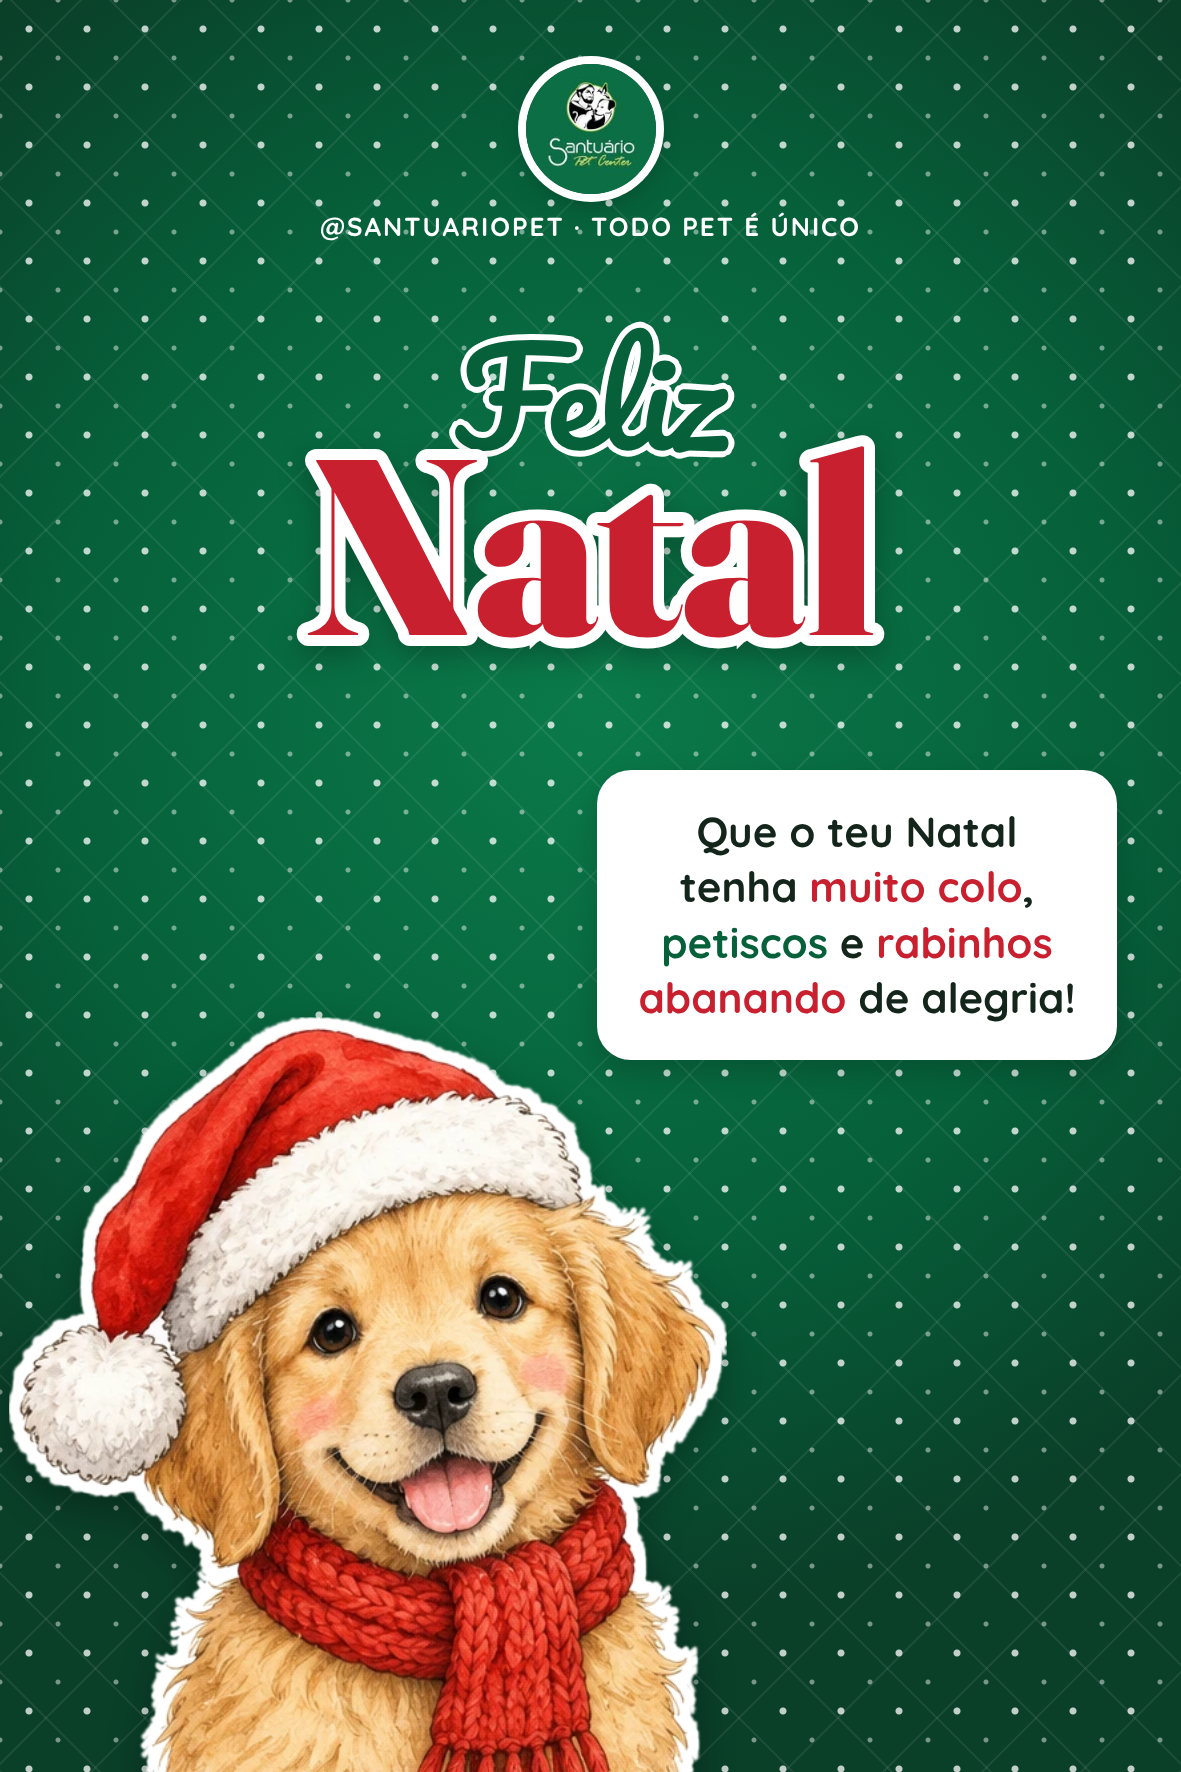 Santuário
Pet Center
@SANTUARIOPET · TODO PET É ÚNICO
Feliz
Natal
Que o teu Natal
tenha muito colo,
petiscos e rabinhos
abanando de alegria!